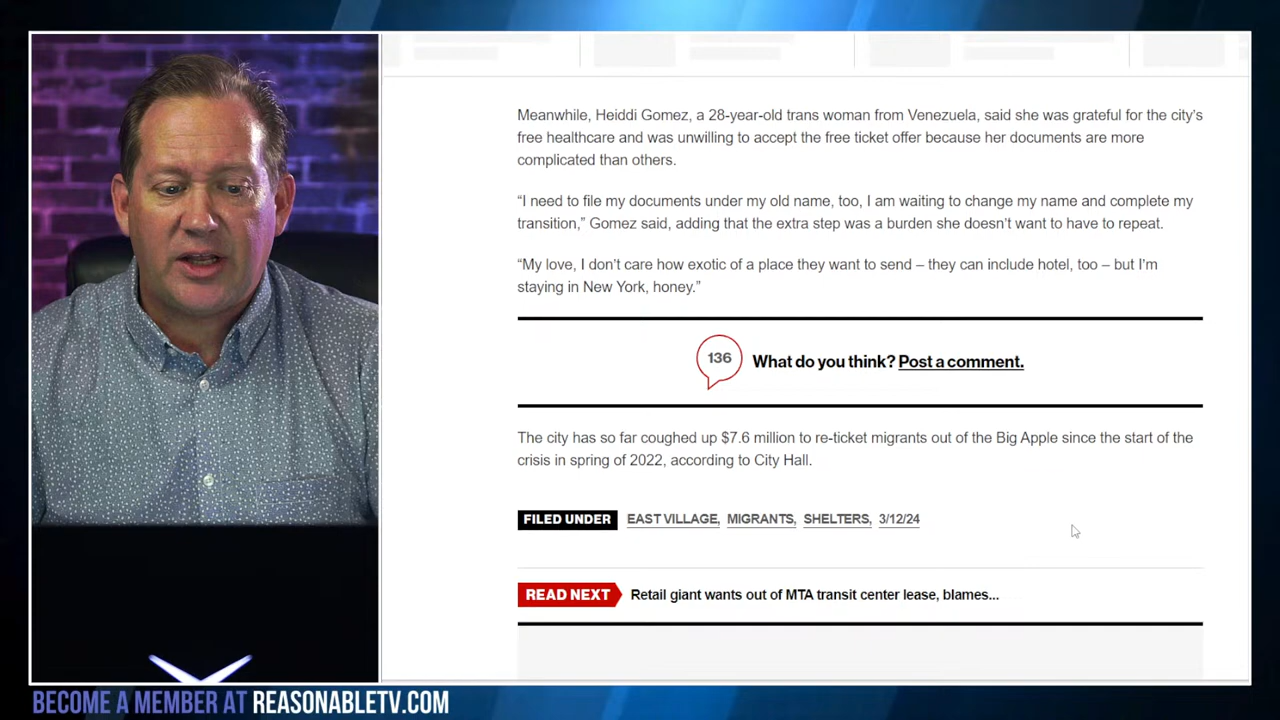 Meanwhile, Heiddi Gomez, a 28-year-old trans woman from Venezuela, said she was grateful for the city's
free healthcare and was unwilling to accept the free ticket offer because her documents are more
complicated than others.
“I need to file my documents under my old name, too, I am waiting to change my name and complete my
transition,” Gomez said, adding that the extra step was a burden she doesn’t want to have to repeat.
“My love, I don’t care how exotic of a place they want to send – they can include hotel, too – but I’m
staying in New York, honey.”
136 What do you think? Post a comment.
The city has so far coughed up $7.6 million to re-ticket migrants out of the Big Apple since the start of the
crisis in spring of 2022, according to City Hall.
FILED UNDER EAST VILLAGE, MIGRANTS, SHELTERS, 3/12/24
READ NEXT Retail giant wants out of MTA transit center lease, blames...
BECOME A MEMBER AT REASONABLETV.COM